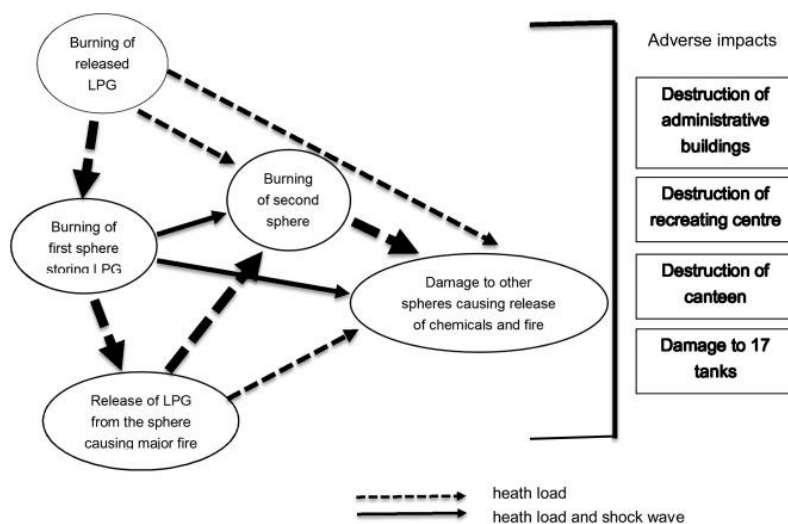 Burning of
released
LPG
Adverse impacts
Destruction of
administrative
buildings
Burning
of second
sphere
Destruction of
recreating centre
Burning of
first sphere
storing LPG
Damage to other
spheres causing release
of chemicals and fire
Destruction of
canteen
Damage to 17
tanks
Release of LPG
from the sphere
causing major fire
heath load
heath load and shock wave